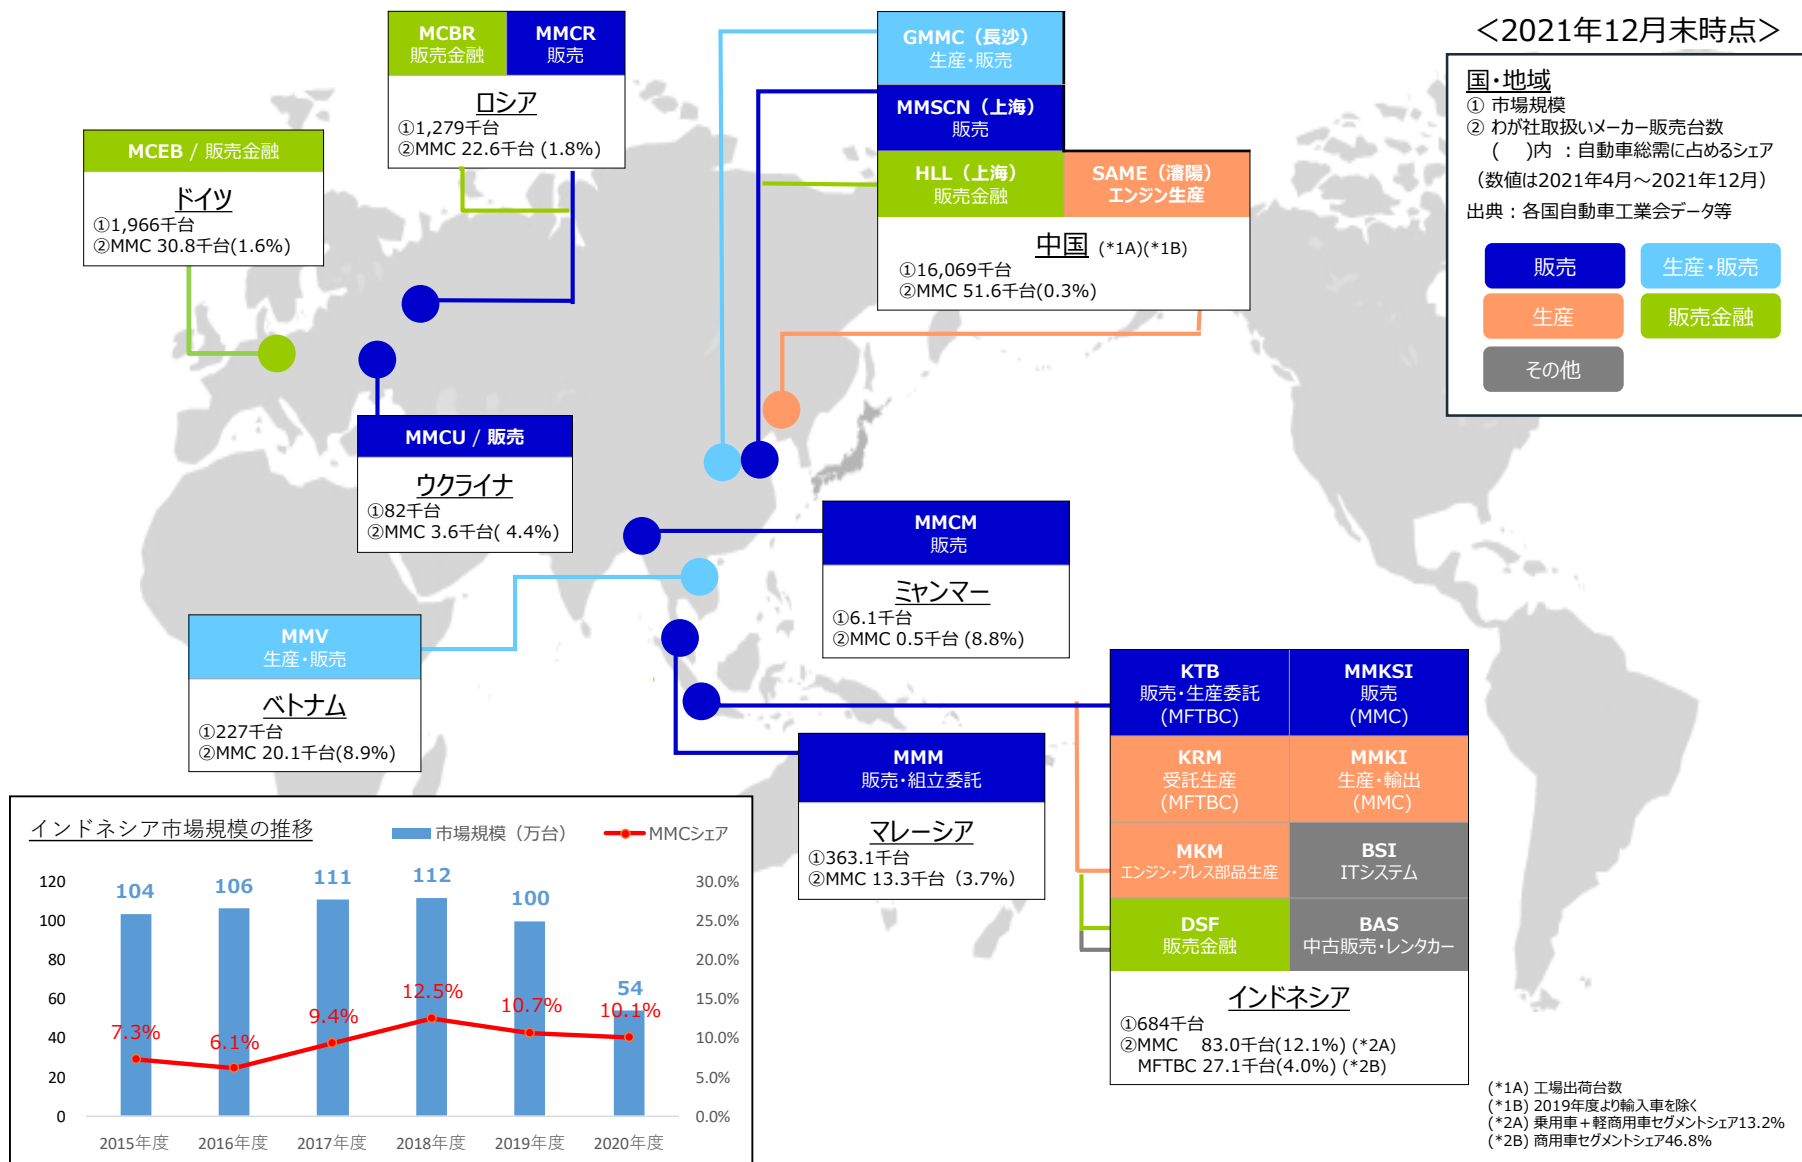 ＜2021年12月末時点＞
国・地域
① 市場規模
② わが社取扱いメーカー販売台数
(　)内 ：自動車総需に占めるシェア
(数値は2021年4月～2021年12月)
出典：各国自動車工業会データ等
販売
生産・販売
生産
販売金融
その他
MCBR
販売金融
MMCR
販売
ロシア
①1,279千台
②MMC 22.6千台 (1.8%)
MCEB / 販売金融
ドイツ
①1,966千台
②MMC 30.8千台(1.6%)
GMMC（長沙）
生産・販売
MMSCN（上海）
販売
HLL（上海）
販売金融
SAME（瀋陽）
エンジン生産
中国 (*1A)(*1B)
①16,069千台
②MMC 51.6千台(0.3%)
MMCU / 販売
ウクライナ
①82千台
②MMC 3.6千台( 4.4%)
MMCM
販売
ミャンマー
①6.1千台
②MMC 0.5千台 (8.8%)
MMV
生産・販売
ベトナム
①227千台
②MMC 20.1千台(8.9%)
MMM
販売・組立委託
マレーシア
①363.1千台
②MMC 13.3千台（3.7%）
KTB
販売・生産委託
(MFTBC)
MMKSI
販売
(MMC)
KRM
受託生産
(MFTBC)
MMKI
生産・輸出
(MMC)
MKM
エンジン・プレス部品生産
BSI
ITシステム
DSF
販売金融
BAS
中古販売・レンタカー
インドネシア
①684千台
②MMC 83.0千台(12.1%) (*2A)
MFTBC 27.1千台(4.0%) (*2B)
インドネシア市場規模の推移
市場規模（万台）
MMCシェア
120
100
80
60
40
20
0
30.0%
25.0%
20.0%
15.0%
10.0%
5.0%
0.0%
104
106
111
112
100
54
7.3%
6.1%
9.4%
12.5%
10.7%
10.1%
2015年度
2016年度
2017年度
2018年度
2019年度
2020年度
(*1A) 工場出荷台数
(*1B) 2019年度より輸入車を除く
(*2A) 乗用車＋軽商用車セグメントシェア13.2%
(*2B) 商用車セグメントシェア46.8%